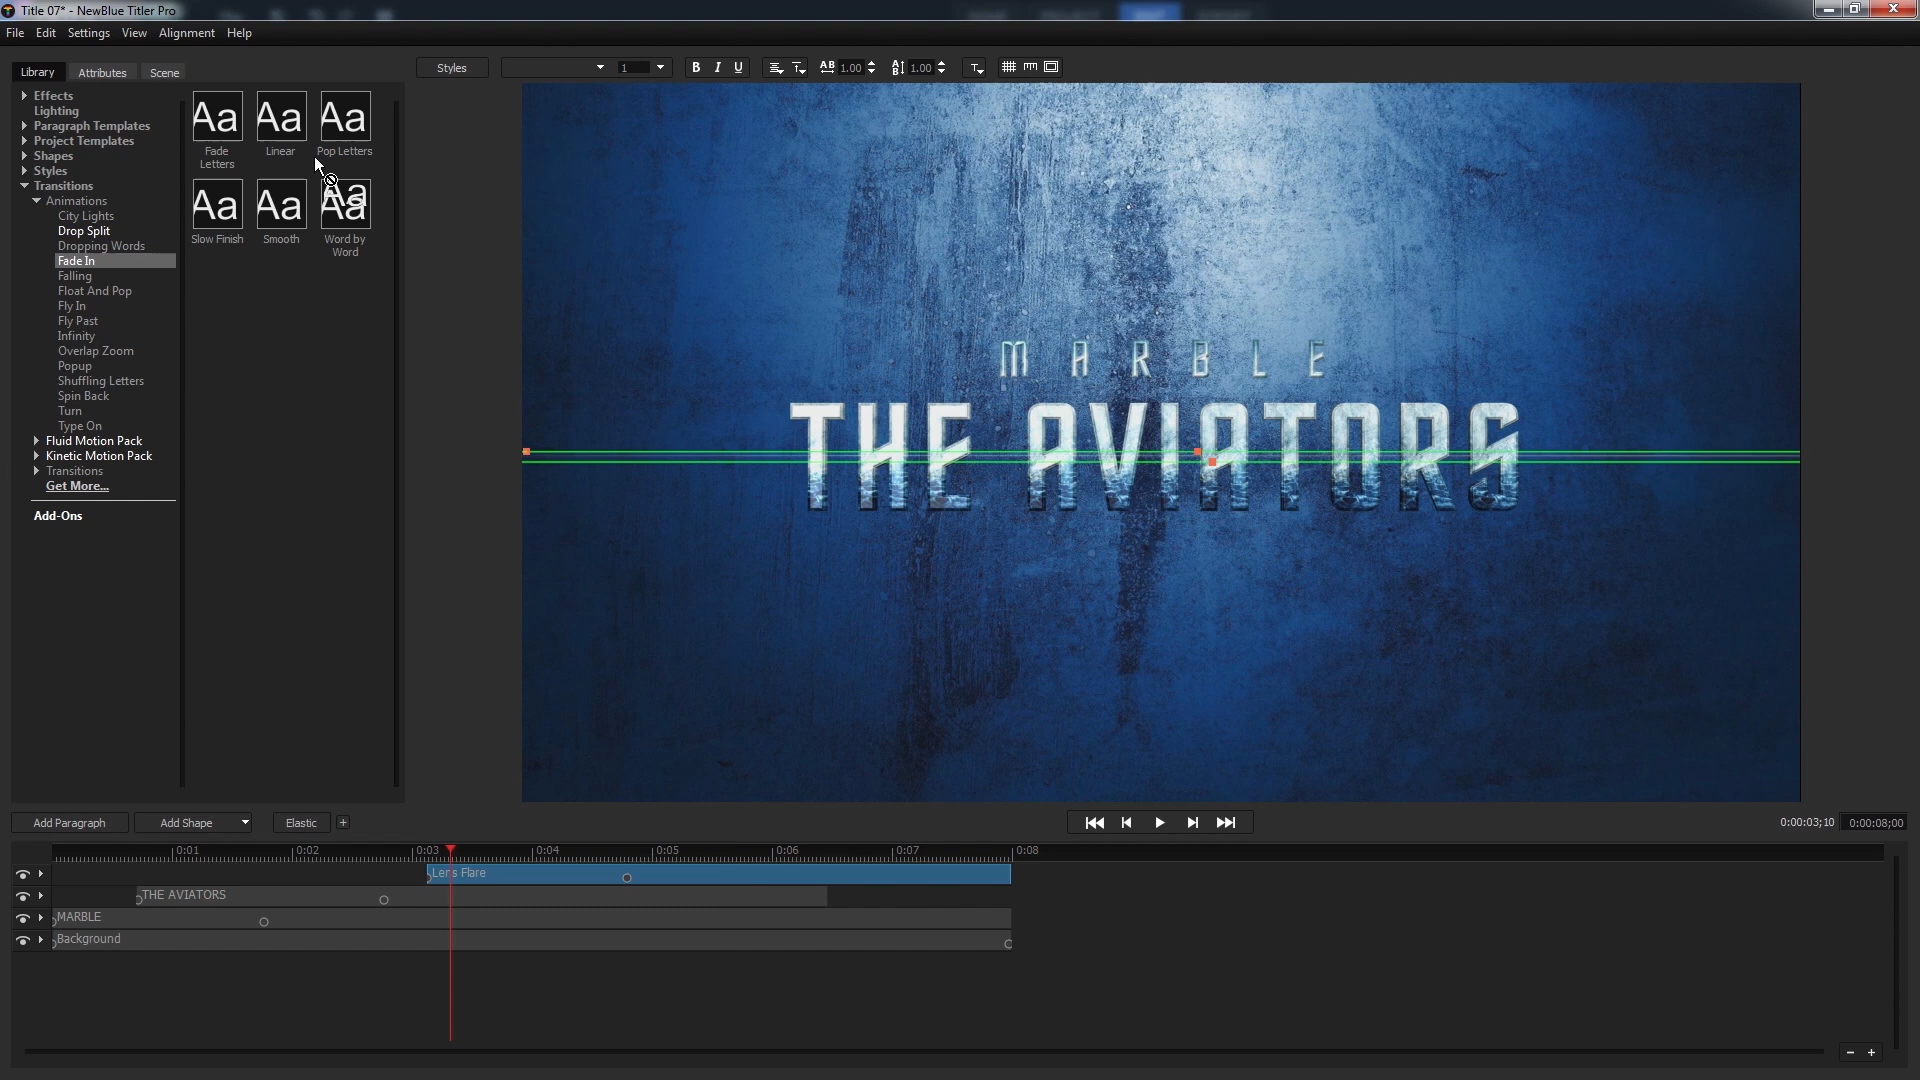 Title 07* - NewBlue Titler Pro
File Edit Settings View Alignment Help
Library Attributes Scene
Styles 1 B I U AB 1.00 AB 1.00 T
Effects
Lighting
Paragraph Templates
Project Templates
Shapes
Styles
Transitions
Animations
City Lights
Drop Split
Dropping Words
Fade In
Falling
Float And Pop
Fly In
Fly Past
Infinity
Overlap Zoom
Popup
Shuffling Letters
Spin Back
Turn
Type On
Fluid Motion Pack
Kinetic Motion Pack
Transitions
Get More...
Add-Ons
Aa Aa Aa
Fade Letters
Linear
Pop Letters
Aa Aa Aa
Aa
Slow Finish
Smooth
Word by Word
MARBLE
THE AVIATORS
Add Paragraph Add Shape Elastic +
0:00:03;10 0:00:08;00
0:01 0:02 0:03 0:04 0:05 0:06 0:07 0:08
Lens Flare
THE AVIATORS
MARBLE
Background
- +